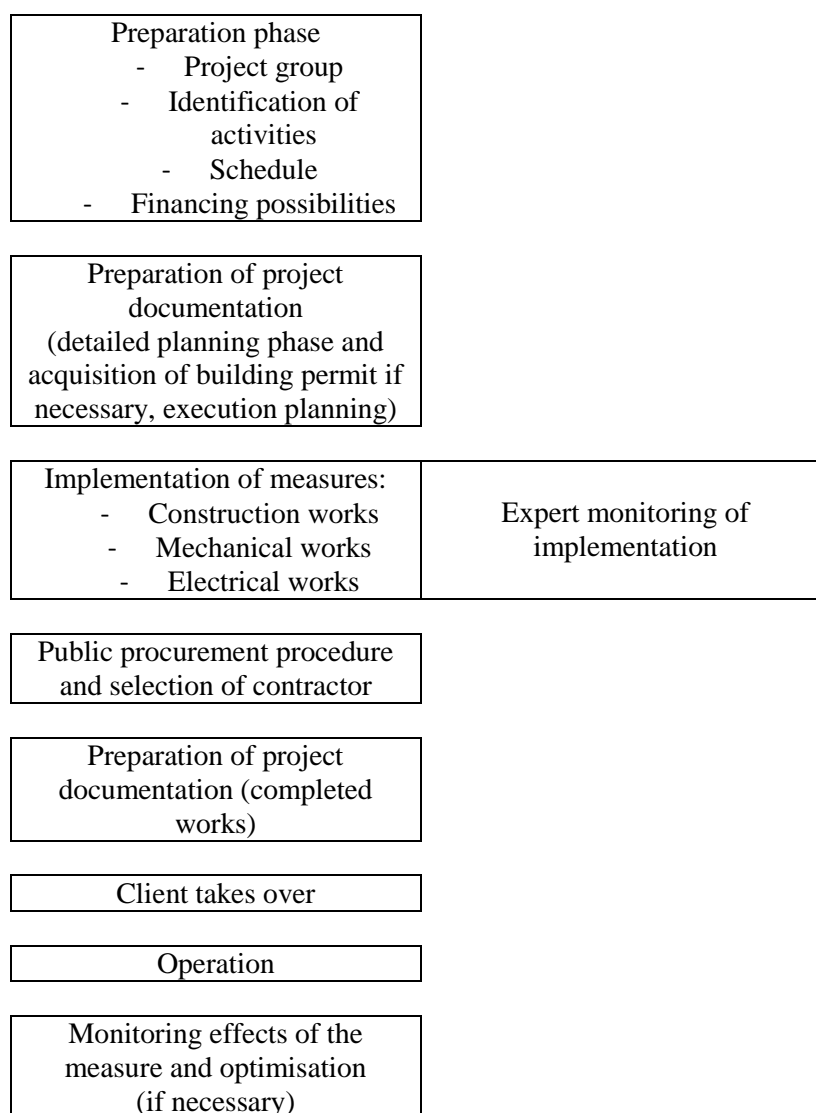 Preparation phase
- Project group
- Identification of
activities
- Schedule
- Financing possibilities
Preparation of project
documentation
(detailed planning phase and
acquisition of building permit if
necessary, execution planning)
Implementation of measures:
- Construction works
- Mechanical works
- Electrical works
Expert monitoring of
implementation
Public procurement procedure
and selection of contractor
Preparation of project
documentation (completed
works)
Client takes over
Operation
Monitoring effects of the
measure and optimisation
(if necessary)